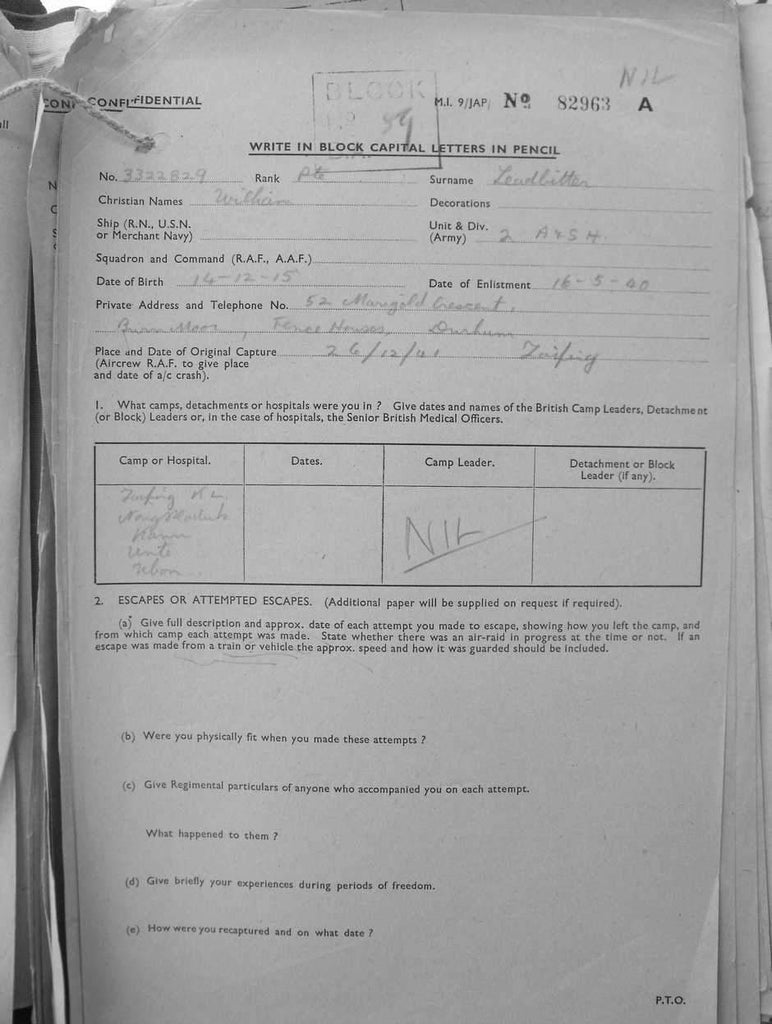 NIL
CONFIDENTIAL
BLOCK
No 59
M.I. 9/JAP/ No 82963 A
WRITE IN BLOCK CAPITAL LETTERS IN PENCIL
No. 3322829 Rank Pte Surname Leadbitter
Christian Names William Decorations
Ship (R.N., U.S.N. or Merchant Navy) Unit & Div. (Army) 2 A & S H
Squadron and Command (R.A.F., A.A.F.)
Date of Birth 14-12-15 Date of Enlistment 16-5-40
Private Address and Telephone No. 52 Marigold Crescent,
Burn Moor, Fence Houses, Durham
Place and Date of Original Capture 26/12/41 Taiping
(Aircrew R.A.F. to give place
and date of a/c crash).
1. What camps, detachments or hospitals were you in ? Give dates and names of the British Camp Leaders, Detachment
(or Block) Leaders or, in the case of hospitals, the Senior British Medical Officers.
Camp or Hospital. Dates. Camp Leader. Detachment or Block Leader (if any).
Taiping K L
NIL
2. ESCAPES OR ATTEMPTED ESCAPES. (Additional paper will be supplied on request if required).
(a) Give full description and approx. date of each attempt you made to escape, showing how you left the camp, and
from which camp each attempt was made. State whether there was an air-raid in progress at the time or not. If an
escape was made from a train or vehicle the approx. speed and how it was guarded should be included.
(b) Were you physically fit when you made these attempts ?
(c) Give Regimental particulars of anyone who accompanied you on each attempt.
What happened to them ?
(d) Give briefly your experiences during periods of freedom.
(e) How were you recaptured and on what date ?
P.T.O.